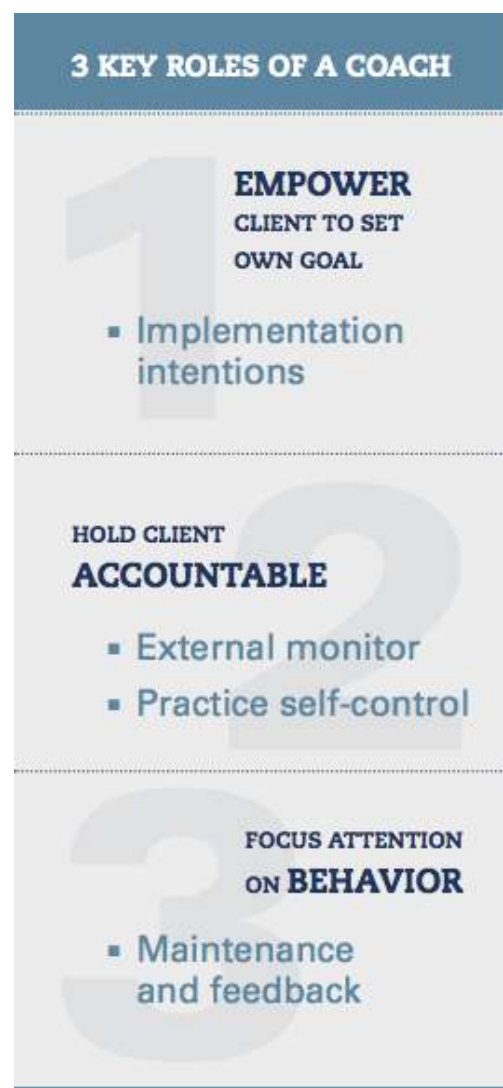 3 KEY ROLES OF A COACH
1
EMPOWER
CLIENT TO SET
OWN GOAL
▪ Implementation
intentions
2
HOLD CLIENT
ACCOUNTABLE
▪ External monitor
▪ Practice self-control
3
FOCUS ATTENTION
ON BEHAVIOR
▪ Maintenance
and feedback